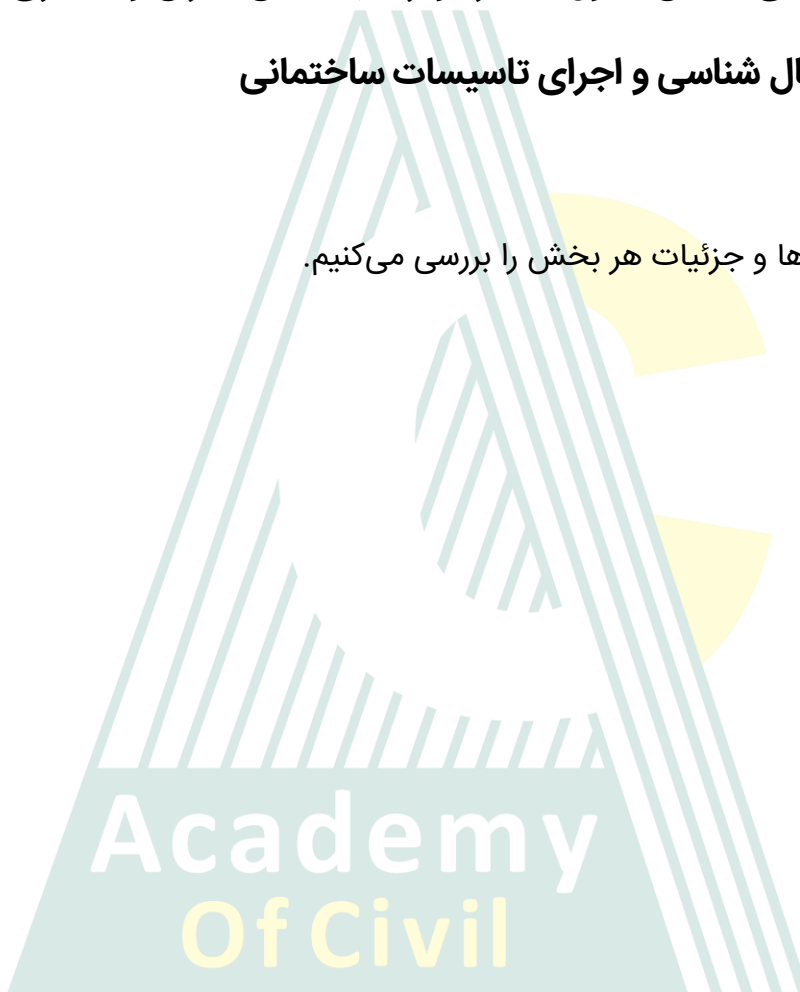 ال شناسی و اجرای تاسیسات ساختمانی
ها و جزئیات هر بخش را بررسی می‌کنیم.
Academy
Of Civil